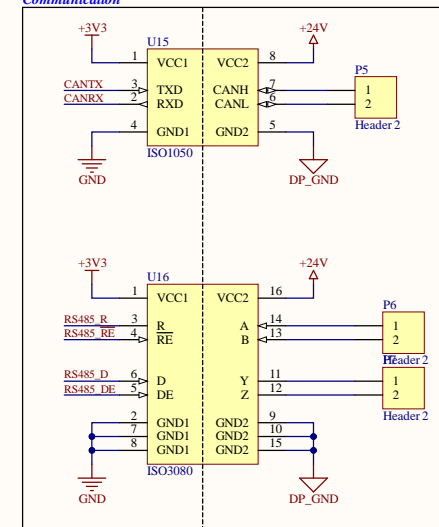 Communication
+3V3
+24V
U15
1 VCC1 VCC2 8
P5
CANTX 3 TXD CANH 7 1
CANRX 2 RXD CANL 6 2
4 GND1 GND2 5
Header 2
ISO1050
GND
DP_GND
+3V3
+24V
U16
1 VCC1 VCC2 16
P6
RS485_R 3 R A 14 1
RS485_RE 4 RE B 13 2
P7
RS485_D 6 D Y 11 1
RS485_DE 5 DE Z 12 2
Header 2
2 GND1 GND2 9
7 GND1 GND2 10
8 GND1 GND2 15
ISO3080
GND
DP_GND